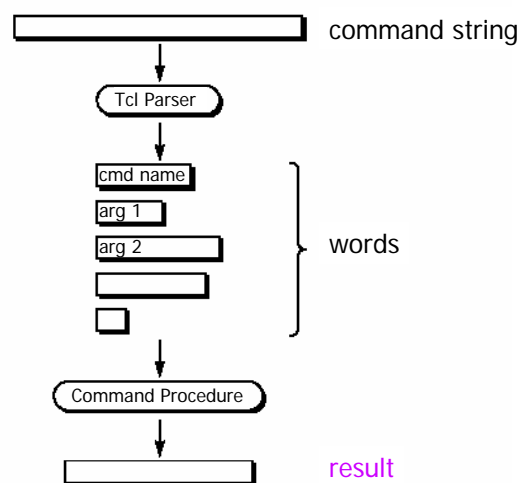 command string
Tcl Parser
cmd name
arg 1
arg 2
words
Command Procedure
result